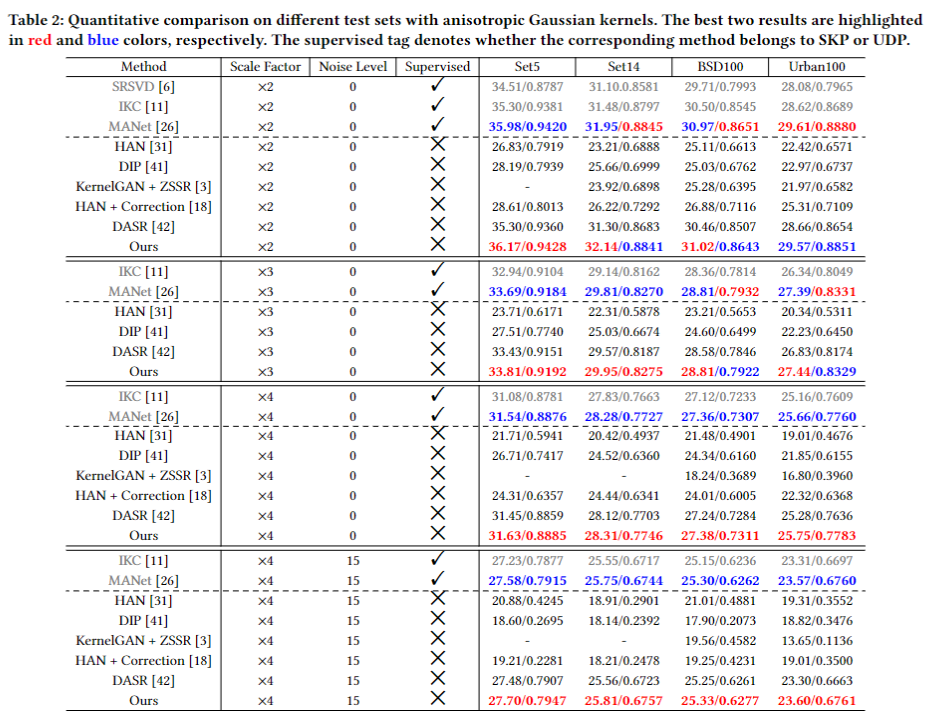 Table 2: Quantitative comparison on different test sets with anisotropic Gaussian kernels. The best two results are highlighted
in red and blue colors, respectively. The supervised tag denotes whether the corresponding method belongs to SKP or UDP.
Method Scale Factor Noise Level Supervised Set5 Set14 BSD100 Urban100
SRSVD [6] ×2 0 ✓ 34.51/0.8787 31.10.0.8581 29.71/0.7993 28.08/0.7965
IKC [11] ×2 0 ✓ 35.30/0.9381 31.48/0.8797 30.50/0.8545 28.62/0.8689
MANet [26] ×2 0 ✓ 35.98/0.9420 31.95/0.8845 30.97/0.8651 29.61/0.8880
HAN [31] ×2 0 ✕ 26.83/0.7919 23.21/0.6888 25.11/0.6613 22.42/0.6571
DIP [41] ×2 0 ✕ 28.19/0.7939 25.66/0.6999 25.03/0.6762 22.97/0.6737
KernelGAN + ZSSR [3] ×2 0 ✕ - 23.92/0.6898 25.28/0.6395 21.97/0.6582
HAN + Correction [18] ×2 0 ✕ 28.61/0.8013 26.22/0.7292 26.88/0.7116 25.31/0.7109
DASR [42] ×2 0 ✕ 35.30/0.9360 31.30/0.8683 30.46/0.8507 28.66/0.8654
Ours ×2 0 ✕ 36.17/0.9428 32.14/0.8841 31.02/0.8643 29.57/0.8851
IKC [11] ×3 0 ✓ 32.94/0.9104 29.14/0.8162 28.36/0.7814 26.34/0.8049
MANet [26] ×3 0 ✓ 33.69/0.9184 29.81/0.8270 28.81/0.7932 27.39/0.8331
HAN [31] ×3 0 ✕ 23.71/0.6171 22.31/0.5878 23.21/0.5653 20.34/0.5311
DIP [41] ×3 0 ✕ 27.51/0.7740 25.03/0.6674 24.60/0.6499 22.23/0.6450
DASR [42] ×3 0 ✕ 33.43/0.9151 29.57/0.8187 28.58/0.7846 26.83/0.8174
Ours ×3 0 ✕ 33.81/0.9192 29.95/0.8275 28.81/0.7922 27.44/0.8329
IKC [11] ×4 0 ✓ 31.08/0.8781 27.83/0.7663 27.12/0.7233 25.16/0.7609
MANet [26] ×4 0 ✓ 31.54/0.8876 28.28/0.7727 27.36/0.7307 25.66/0.7760
HAN [31] ×4 0 ✕ 21.71/0.5941 20.42/0.4937 21.48/0.4901 19.01/0.4676
DIP [41] ×4 0 ✕ 26.71/0.7417 24.52/0.6360 24.34/0.6160 21.85/0.6155
KernelGAN + ZSSR [3] ×4 0 ✕ - - 18.24/0.3689 16.80/0.3960
HAN + Correction [18] ×4 0 ✕ 24.31/0.6357 24.44/0.6341 24.01/0.6005 22.32/0.6368
DASR [42] ×4 0 ✕ 31.45/0.8859 28.12/0.7703 27.24/0.7284 25.28/0.7636
Ours ×4 0 ✕ 31.63/0.8885 28.31/0.7746 27.38/0.7311 25.75/0.7783
IKC [11] ×4 15 ✓ 27.23/0.7877 25.55/0.6717 25.15/0.6236 23.31/0.6697
MANet [26] ×4 15 ✓ 27.58/0.7915 25.75/0.6744 25.30/0.6262 23.57/0.6760
HAN [31] ×4 15 ✕ 20.88/0.4245 18.91/0.2901 21.01/0.4881 19.31/0.3552
DIP [41] ×4 15 ✕ 18.60/0.2695 18.14/0.2392 17.90/0.2073 18.82/0.3476
KernelGAN + ZSSR [3] ×4 15 ✕ - - 19.56/0.4582 13.65/0.1136
HAN + Correction [18] ×4 15 ✕ 19.21/0.2281 18.21/0.2478 19.25/0.4231 19.01/0.3500
DASR [42] ×4 15 ✕ 27.48/0.7907 25.56/0.6723 25.25/0.6261 23.30/0.6663
Ours ×4 15 ✕ 27.70/0.7947 25.81/0.6757 25.33/0.6277 23.60/0.6761